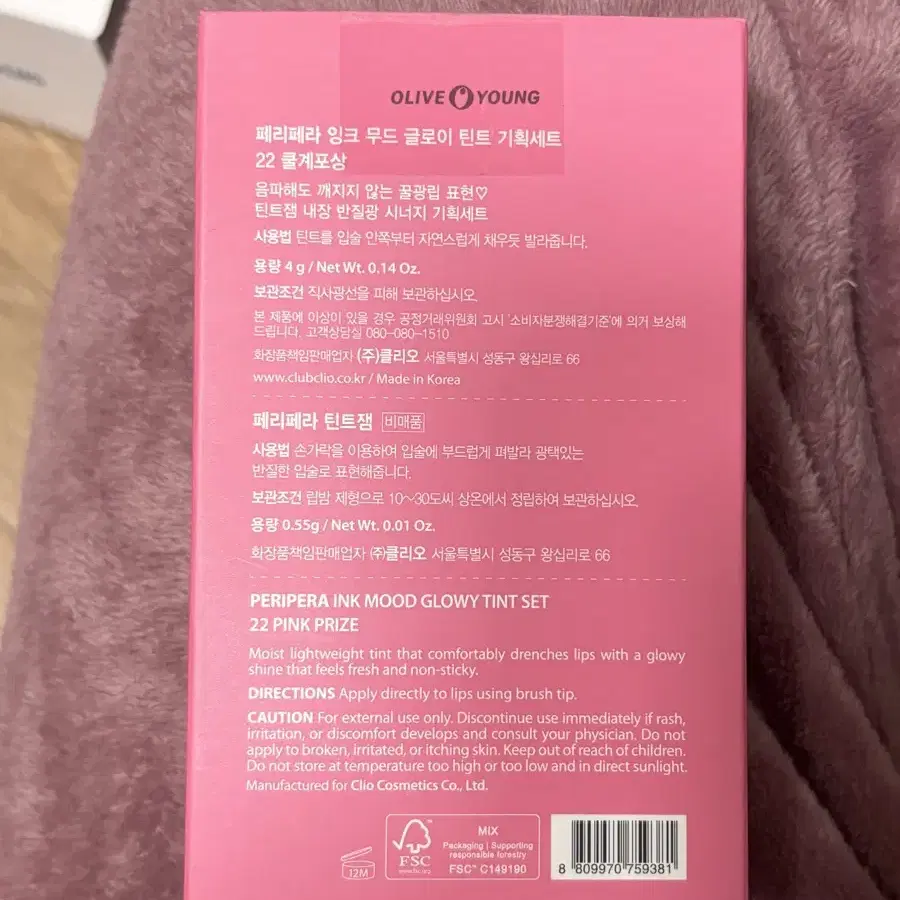 OLIVE YOUNG
페리페라 잉크 무드 글로이 틴트 기획세트
22 쿨계포상
음파해도 깨지지 않는 꿀광립 표현♡
틴트잼 내장 반질광 시너지 기획세트
사용법 틴트를 입술 안쪽부터 자연스럽게 채우듯 발라줍니다.
용량 4 g / Net Wt. 0.14 Oz.
보관조건 직사광선을 피해 보관하십시오.
본 제품에 이상이 있을 경우 공정거래위원회 고시 '소비자분쟁해결기준'에 의거 보상해
드립니다. 고객상담실 080-080-1510
화장품책임판매업자 (주)클리오 서울특별시 성동구 왕십리로 66
www.clubclio.co.kr / Made in Korea
페리페라 틴트잼 비매품
사용법 손가락을 이용하여 입술에 부드럽게 펴발라 광택있는
반질한 입술로 표현해줍니다.
보관조건 립밤 제형으로 10~30도씨 상온에서 정립하여 보관하십시오.
용량 0.55g / Net Wt. 0.01 Oz.
화장품책임판매업자 ㈜클리오 서울특별시 성동구 왕십리로 66
PERIPERA INK MOOD GLOWY TINT SET
22 PINK PRIZE
Moist lightweight tint that comfortably drenches lips with a glowy
shine that feels fresh and non-sticky.
DIRECTIONS Apply directly to lips using brush tip.
CAUTION For external use only. Discontinue use immediately if rash,
irritation, or discomfort develops and consult your physician. Do not
apply to broken, irritated, or itching skin. Keep out of reach of children.
Do not store at temperature too high or too low and in direct sunlight.
Manufactured for Clio Cosmetics Co., Ltd.
12M
FSC
www.fsc.org
MIX
Packaging | Supporting
responsible forestry
FSC™ C149190
8 809970 759381